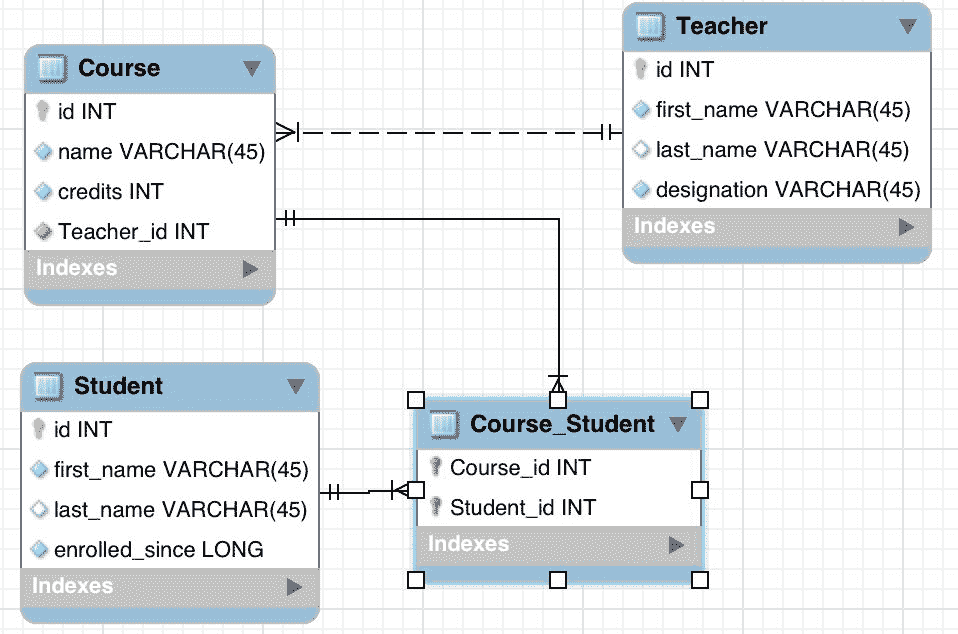 Course
id INT
name VARCHAR(45)
credits INT
Teacher_id INT
Indexes
Teacher
id INT
first_name VARCHAR(45)
last_name VARCHAR(45)
designation VARCHAR(45)
Indexes
Student
id INT
first_name VARCHAR(45)
last_name VARCHAR(45)
enrolled_since LONG
Indexes
Course_Student
Course_id INT
Student_id INT
Indexes